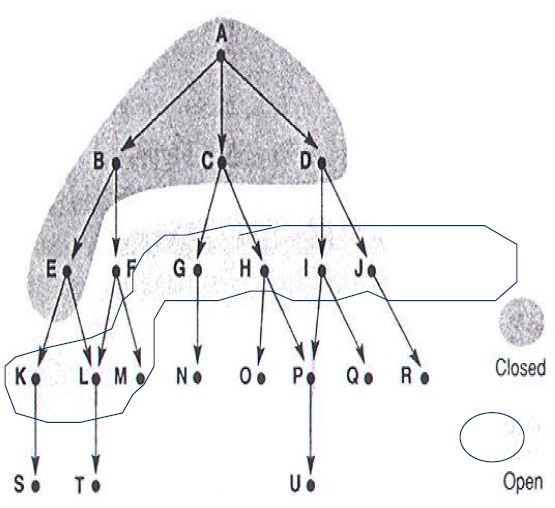 A
B C D
E F G H I J
Closed
K L M N O P Q R
Open
S T U